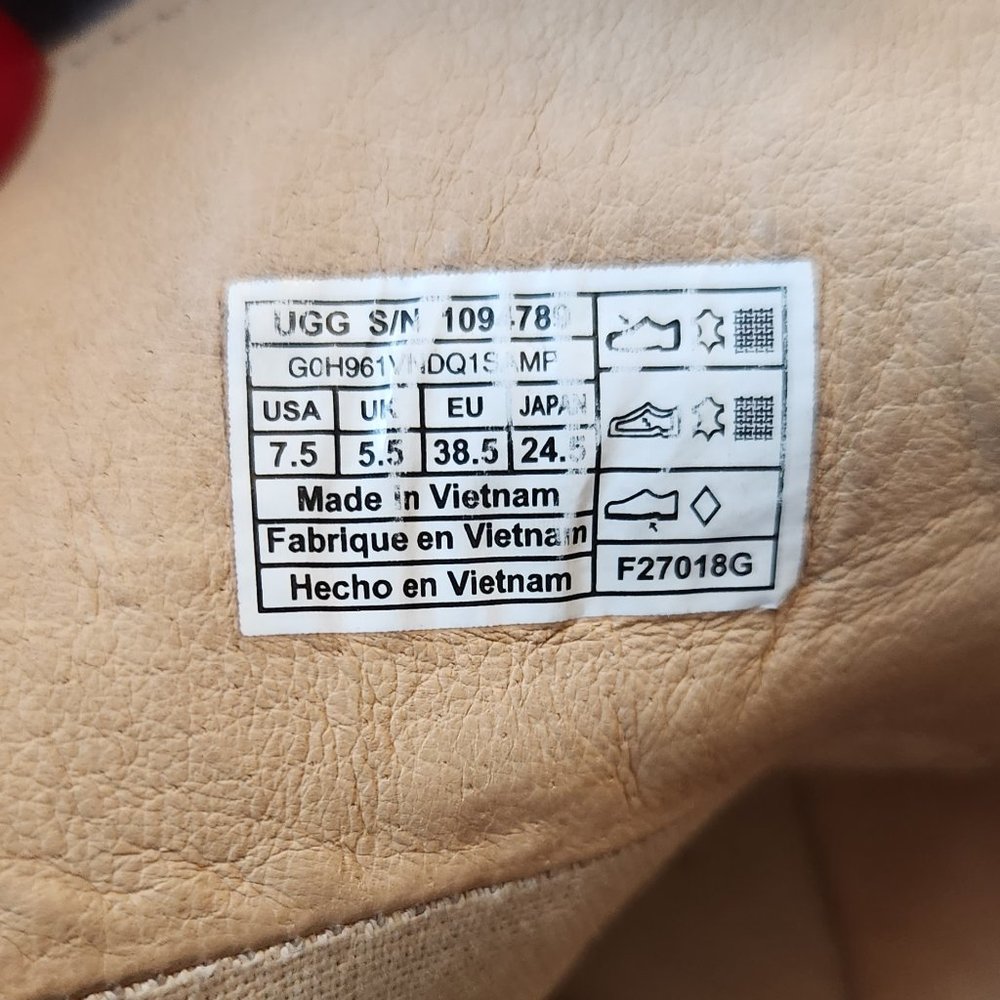 UGG S/N
USA UK EU JAPAN
7.5 5.5 38.5 24.5
Made in Vietnam
Fabrique en Vietnam
Hecho en Vietnam
F27018G